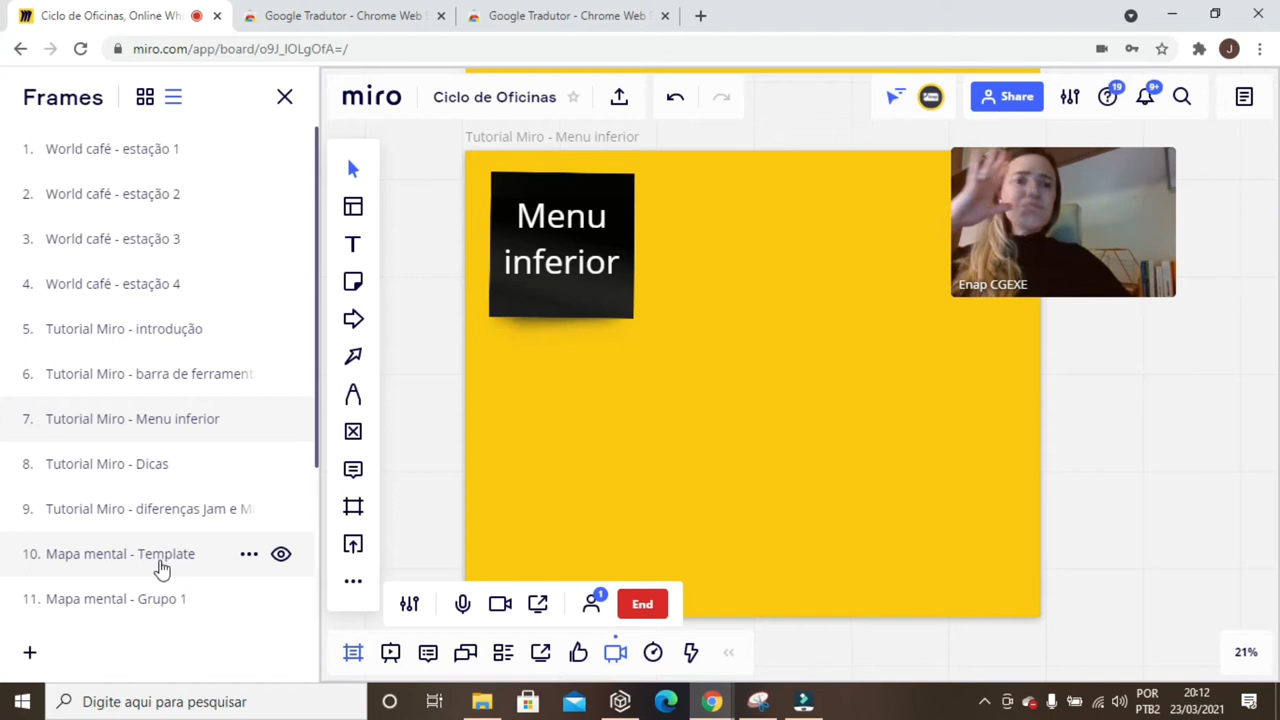 Ciclo de Oficinas, Online Wh
Google Tradutor - Chrome Web S
Google Tradutor - Chrome Web S
miro.com/app/board/o9J_lOLgOfA=/
J
Frames
miro
Ciclo de Oficinas
Share
19
9+
1. World café - estação 1
2. World café - estação 2
3. World café - estação 3
4. World café - estação 4
5. Tutorial Miro - introdução
6. Tutorial Miro - barra de ferrament
7. Tutorial Miro - Menu inferior
8. Tutorial Miro - Dicas
9. Tutorial Miro - diferenças Jam e Mi
10. Mapa mental - Template
11. Mapa mental - Grupo 1
Tutorial Miro - Menu inferior
Menu
inferior
Enap CGEXE
1
End
21%
Digite aqui para pesquisar
POR
PTB2
20:12
23/03/2021